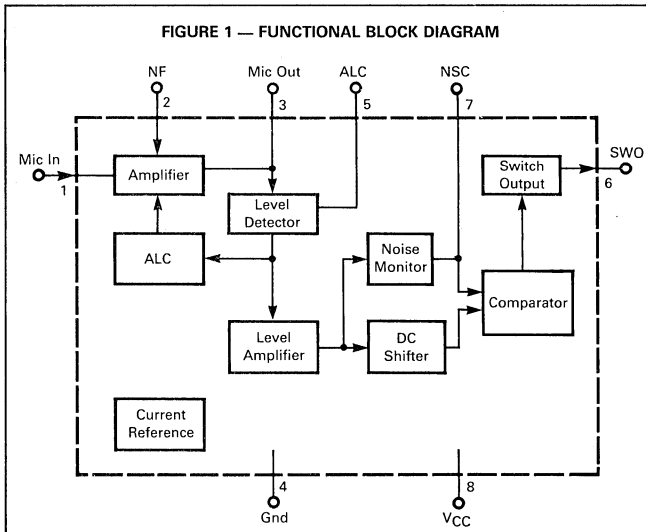 FIGURE 1 — FUNCTIONAL BLOCK DIAGRAM
NF
Mic Out
ALC
NSC
2
3
5
7
Mic In
1
Amplifier
Switch
Output
SWO
6
Level
Detector
ALC
Noise
Monitor
Comparator
Level
Amplifier
DC
Shifter
Current
Reference
4
8
Gnd
VCC